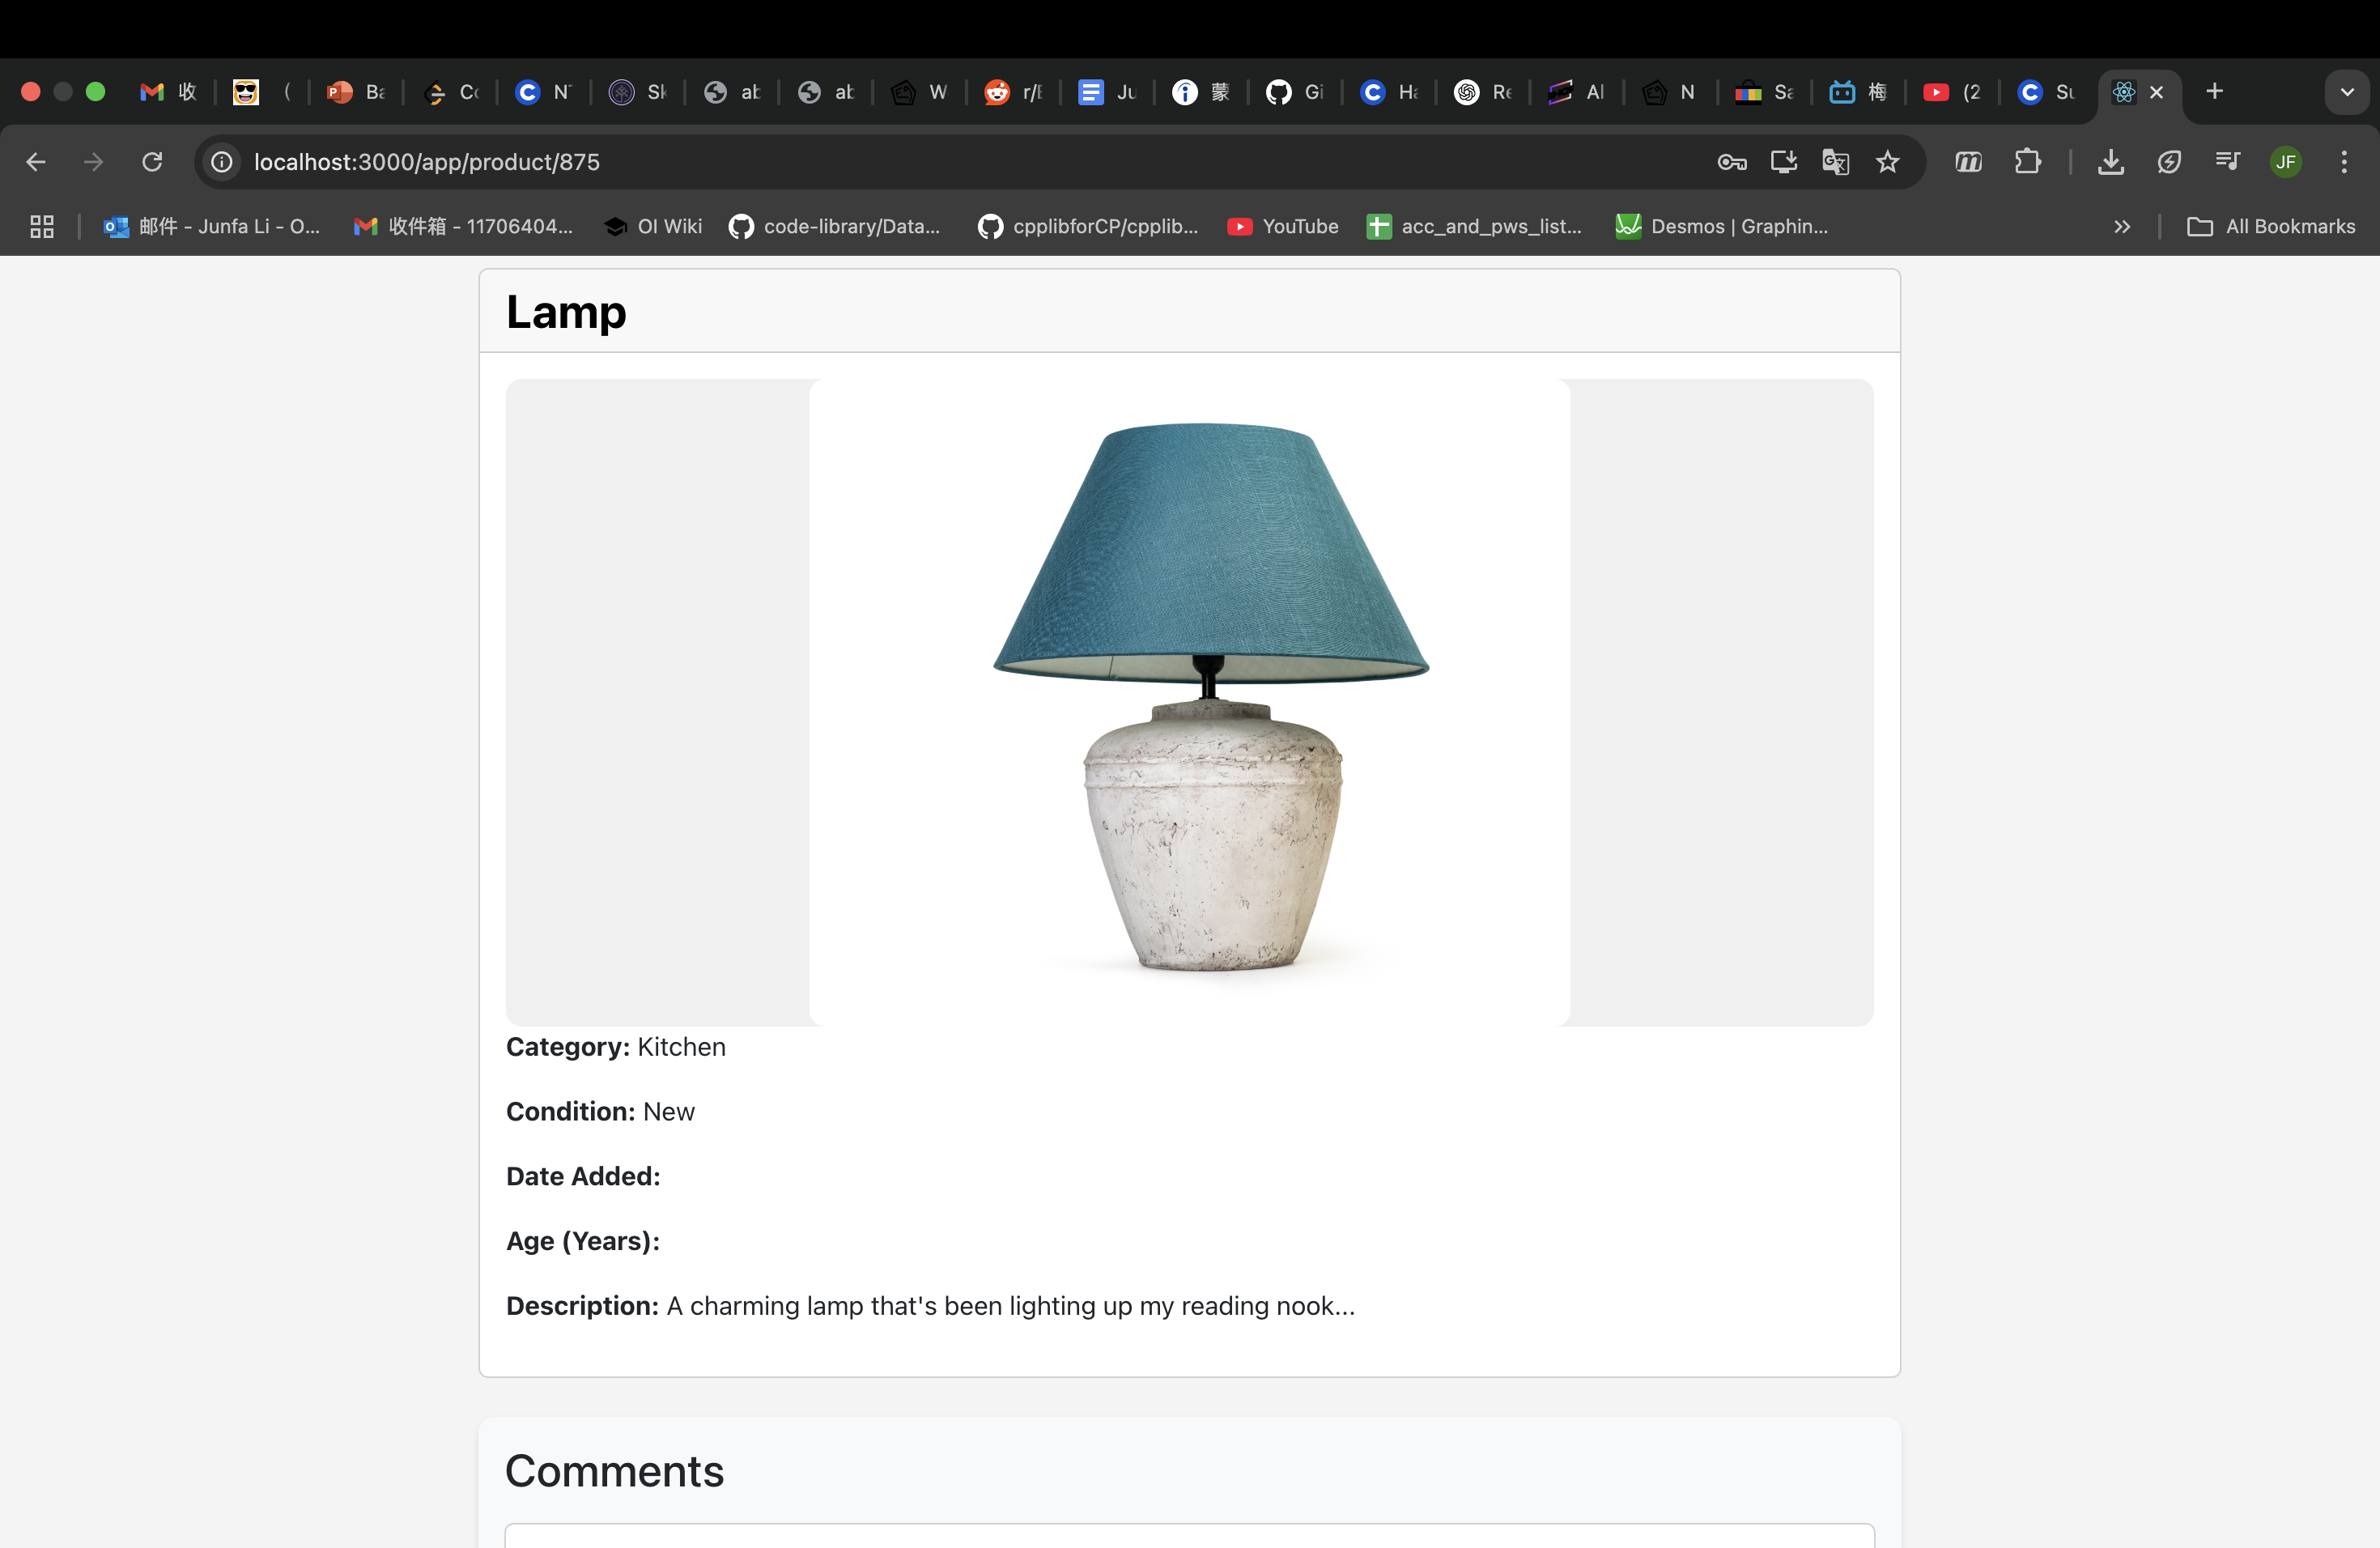 收
(
Ba
Cc
N
Sk
ab
ab
W
r/E
Ju
蒙
Gi
Ha
Re
AI
N
Sa
梅
(2
Su
localhost:3000/app/product/875
JF
邮件 - Junfa Li - O...
收件箱 - 11706404...
OI Wiki
code-library/Data...
cpplibforCP/cpplib...
YouTube
acc_and_pws_list...
Desmos | Graphin...
All Bookmarks
Lamp
Category: Kitchen
Condition: New
Date Added:
Age (Years):
Description: A charming lamp that's been lighting up my reading nook...
Comments